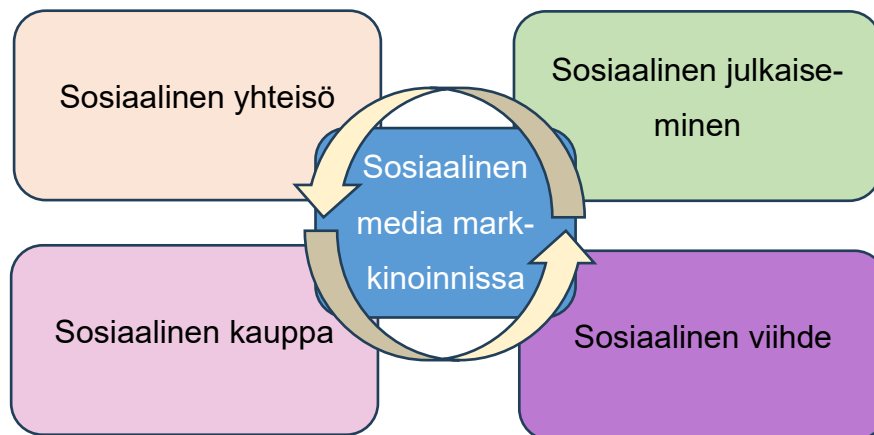 Sosiaalinen yhteisö
Sosiaalinen julkaise-
minen
Sosiaalinen
media mark-
kinoinnissa
Sosiaalinen kauppa
Sosiaalinen viihde